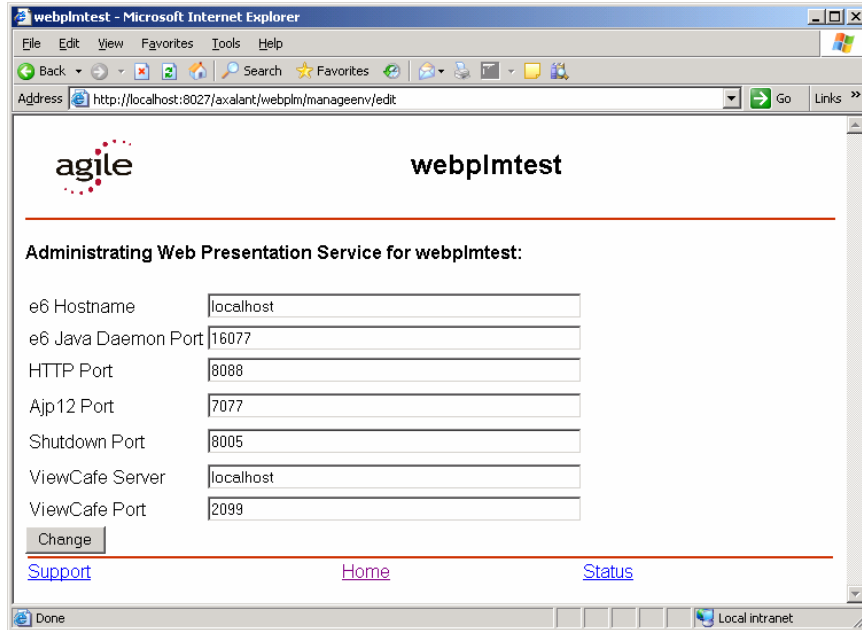 webplmtest - Microsoft Internet Explorer
File Edit View Favorites Tools Help
Back Search Favorites
Address http://localhost:8027/axalant/webplm/manageenv/edit Go Links »
agile
webplmtest
Administrating Web Presentation Service for webplmtest:
e6 Hostname localhost
e6 Java Daemon Port 16077
HTTP Port 8088
Ajp12 Port 7077
Shutdown Port 8005
ViewCafe Server localhost
ViewCafe Port 2099
Change
Support Home Status
Done Local intranet